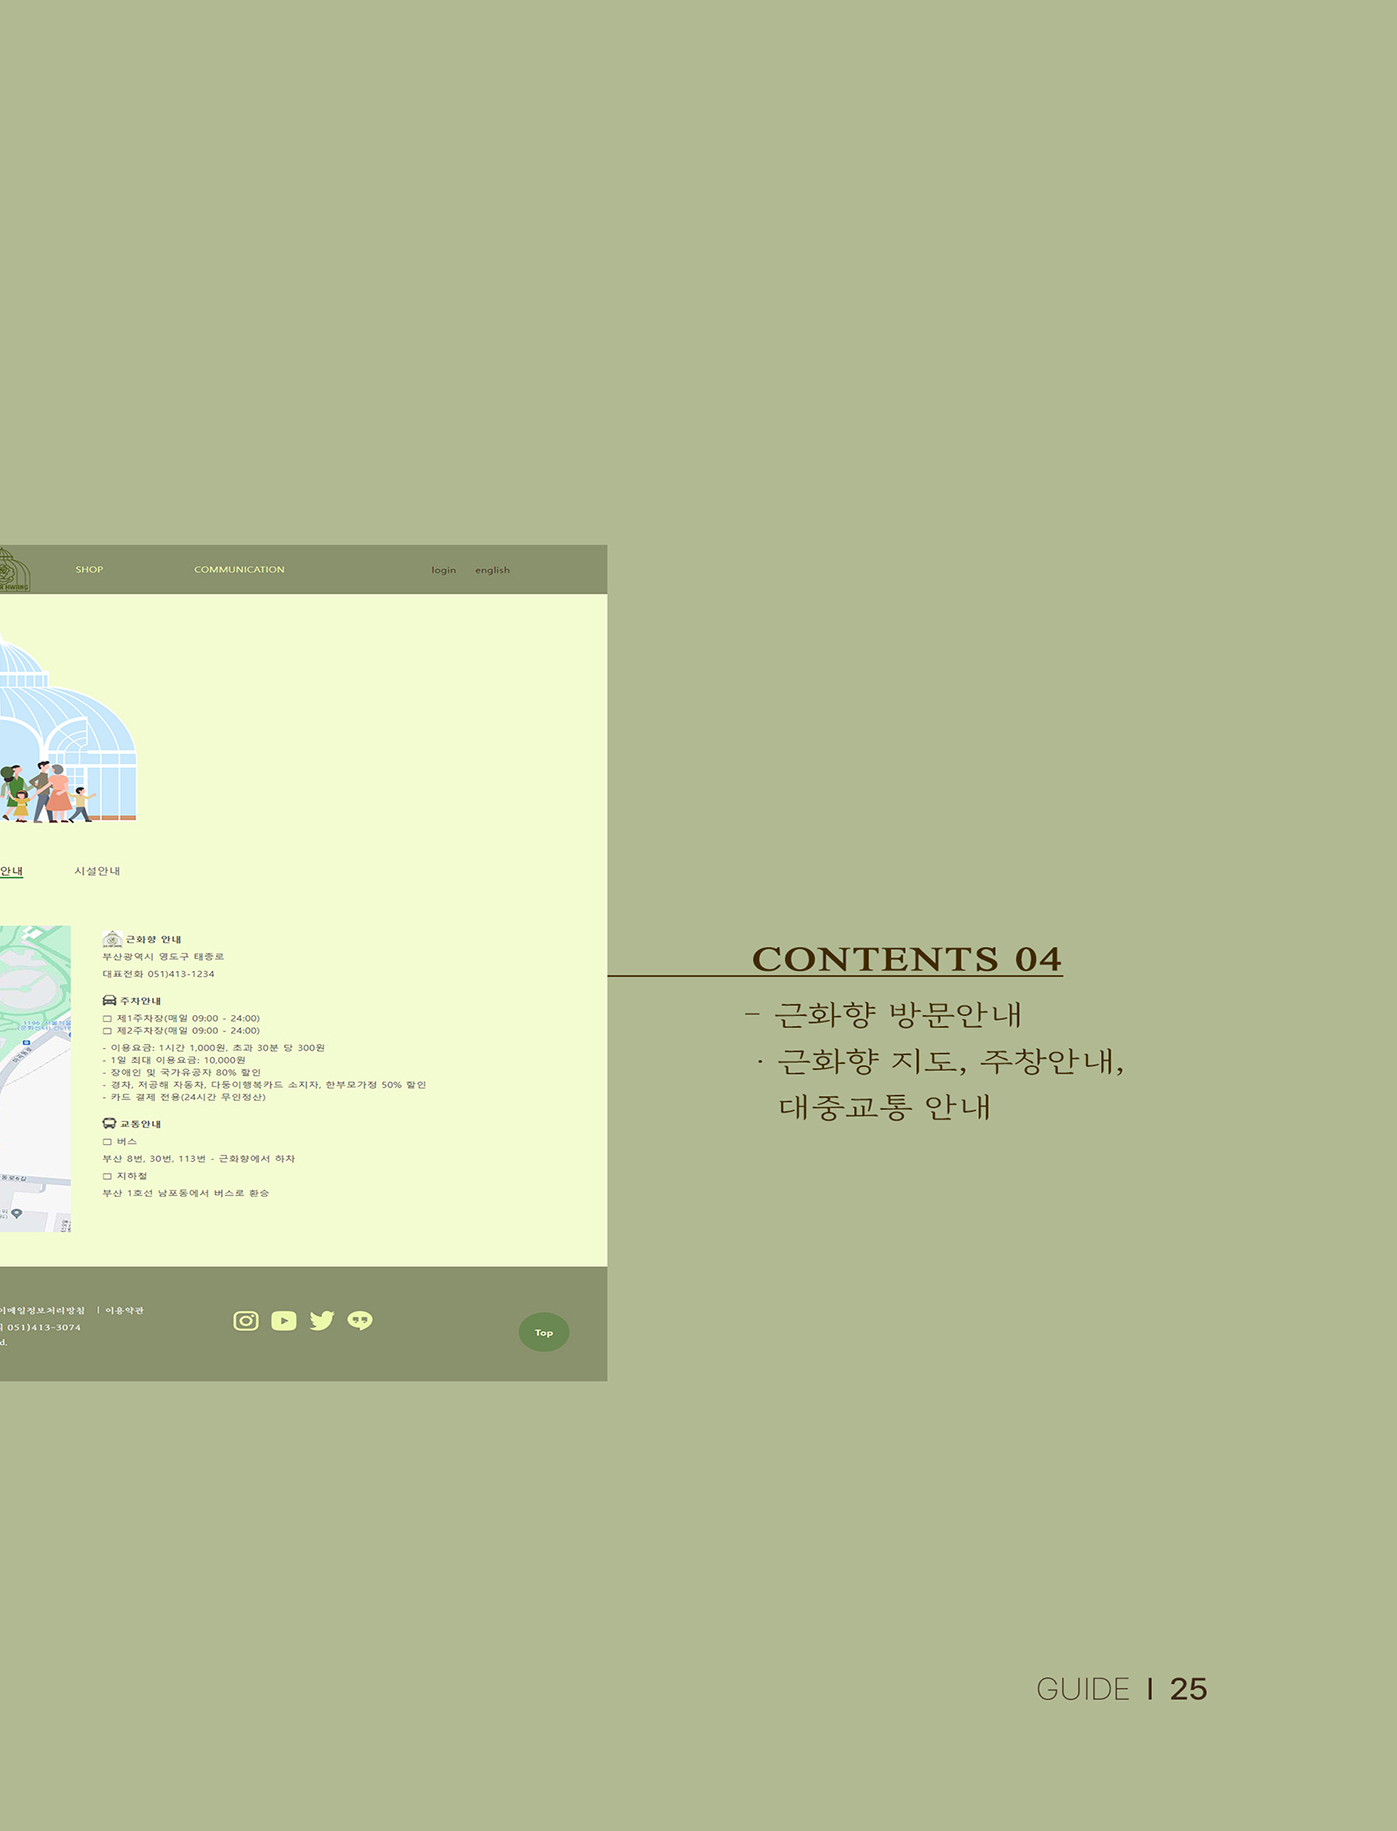 SHOP
COMMUNICATION
login
english
안내
시설안내
근화향 안내
부산광역시 영도구 태종로
대표전화 051)413-1234
주차안내
□ 제1주차장(매일 09:00 - 24:00)
□ 제2주차장(매일 09:00 - 24:00)
- 이용요금: 1시간 1,000원, 초과 30분 당 300원
- 1일 최대 이용요금: 10,000원
- 장애인 및 국가유공자 80% 할인
- 경차, 저공해 자동차, 다둥이행복카드 소지자, 한부모가정 50% 할인
- 카드 결제 전용(24시간 무인정산)
교통안내
□ 버스
부산 8번, 30번, 113번 - 근화향에서 하차
□ 지하철
부산 1호선 남포동에서 버스로 환승
CONTENTS 04
- 근화향 방문안내
· 근화향 지도, 주창안내,
대중교통 안내
이메일정보처리방침 | 이용약관
051)413-3074
d.
Top
GUIDE | 25